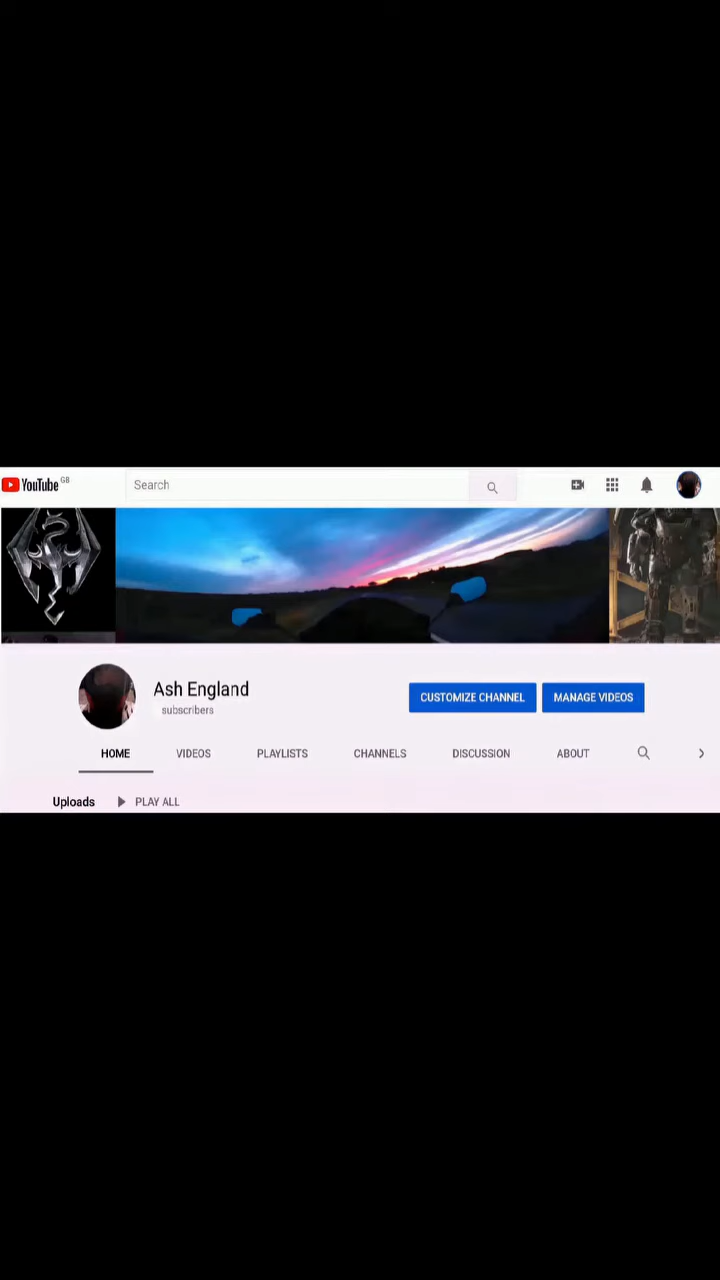 YouTube GB
Search
Ash England
subscribers
CUSTOMIZE CHANNEL
MANAGE VIDEOS
HOME
VIDEOS
PLAYLISTS
CHANNELS
DISCUSSION
ABOUT
Uploads
PLAY ALL